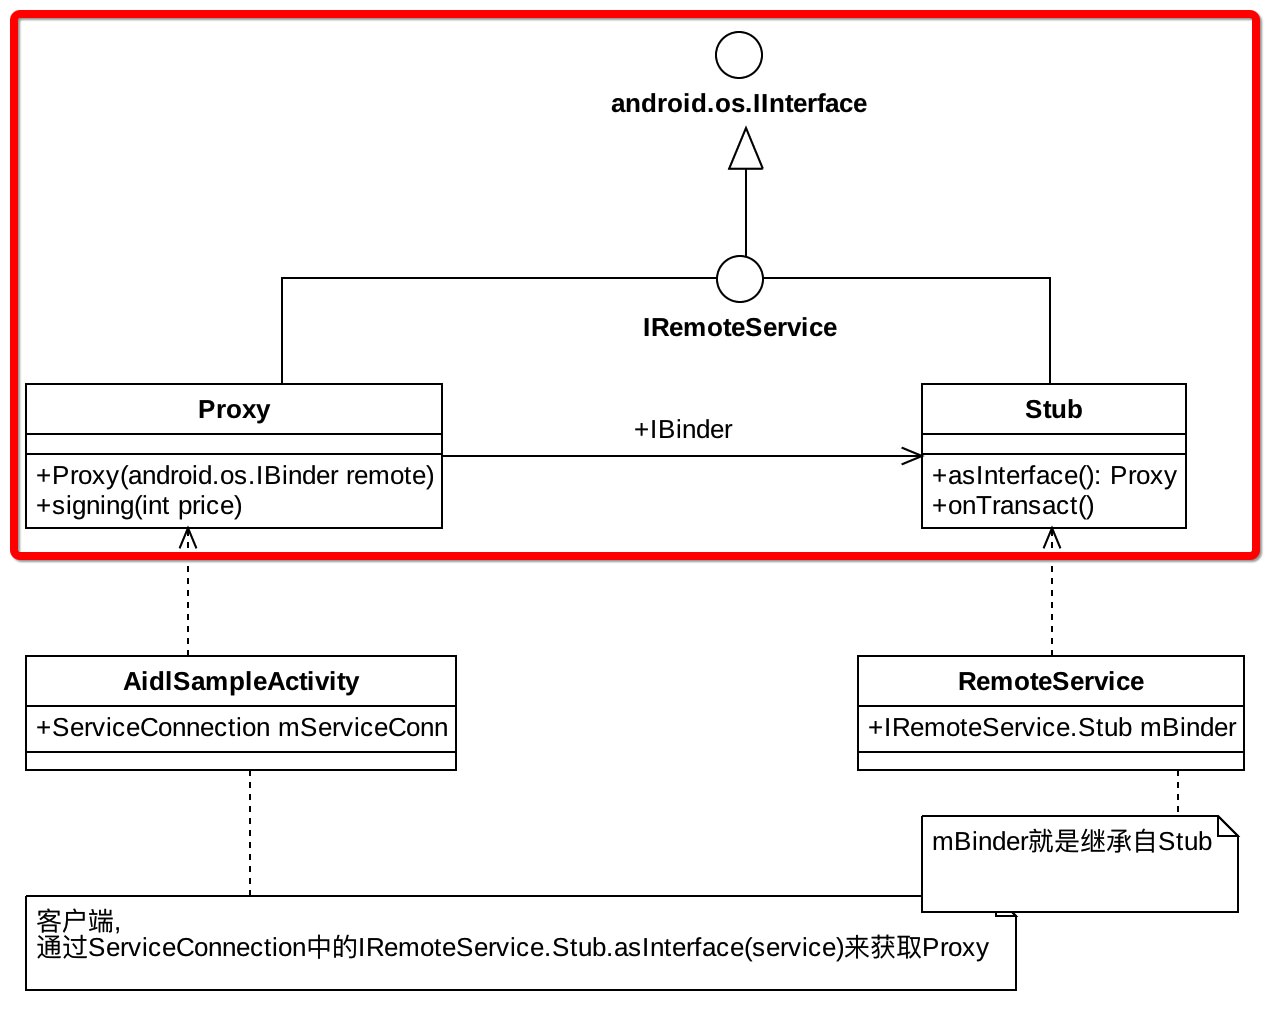 android.os.IInterface
IRemoteService
Proxy
+Proxy(android.os.IBinder remote)
+signing(int price)
+IBinder
Stub
+asInterface(): Proxy
+onTransact()
AidlSampleActivity
+ServiceConnection mServiceConn
RemoteService
+IRemoteService.Stub mBinder
mBinder就是继承自Stub
客户端,
通过ServiceConnection中的IRemoteService.Stub.asInterface(service)来获取Proxy